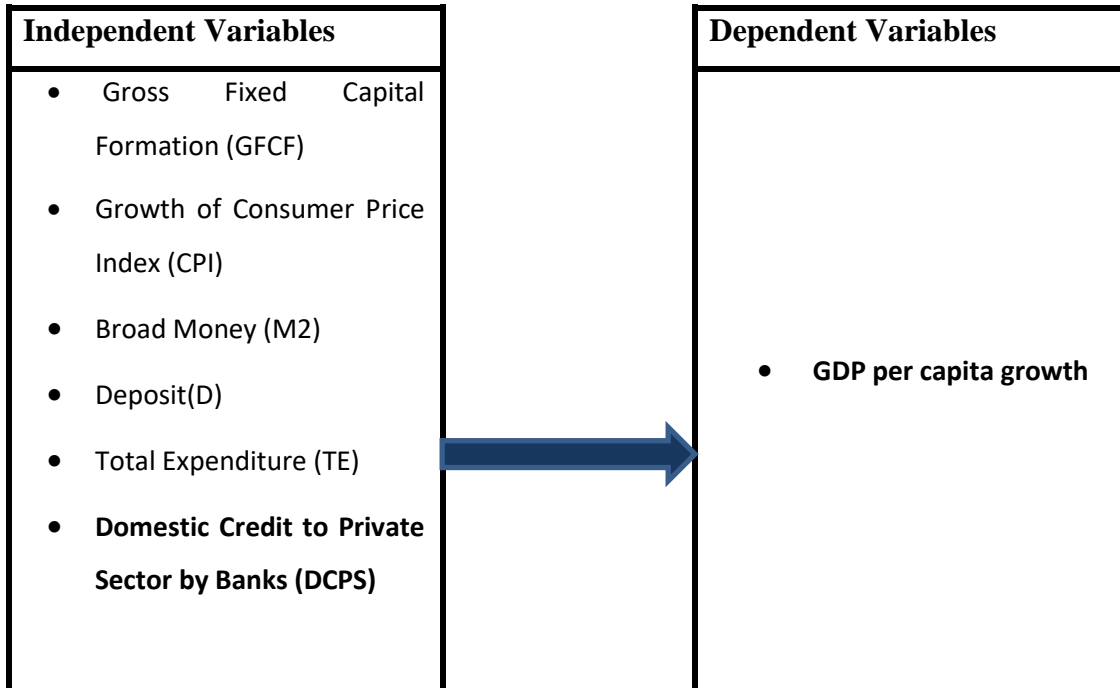 Independent Variables
• Gross Fixed Capital
Formation (GFCF)
• Growth of Consumer Price
Index (CPI)
• Broad Money (M2)
• Deposit(D)
• Total Expenditure (TE)
• Domestic Credit to Private
Sector by Banks (DCPS)
Dependent Variables
• GDP per capita growth